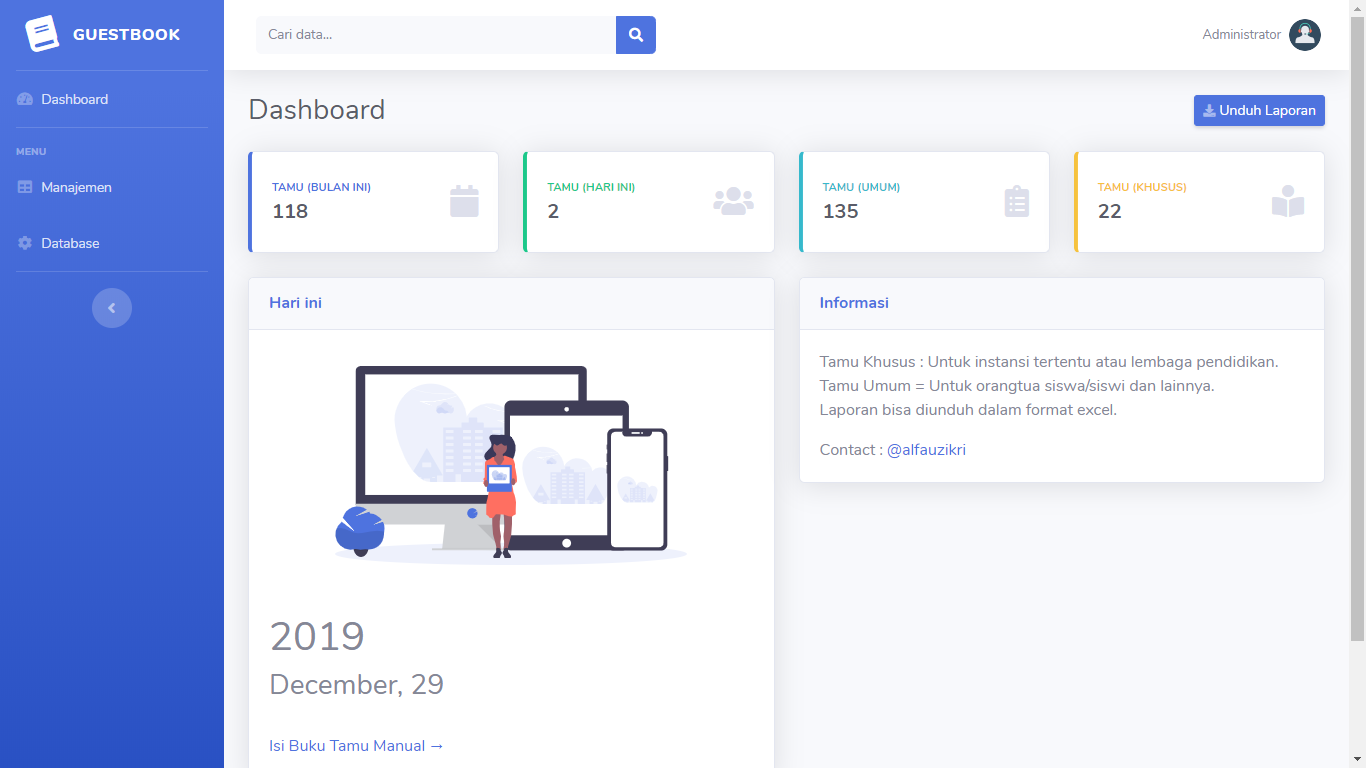 GUESTBOOK
Cari data...
Administrator
Dashboard
MENU
Manajemen
Database
Dashboard
Unduh Laporan
TAMU (BULAN INI)
118
TAMU (HARI INI)
2
TAMU (UMUM)
135
TAMU (KHUSUS)
22
Hari ini
2019
December, 29
Isi Buku Tamu Manual →
Informasi
Tamu Khusus : Untuk instansi tertentu atau lembaga pendidikan.
Tamu Umum = Untuk orangtua siswa/siswi dan lainnya.
Laporan bisa diunduh dalam format excel.
Contact : @alfauzikri